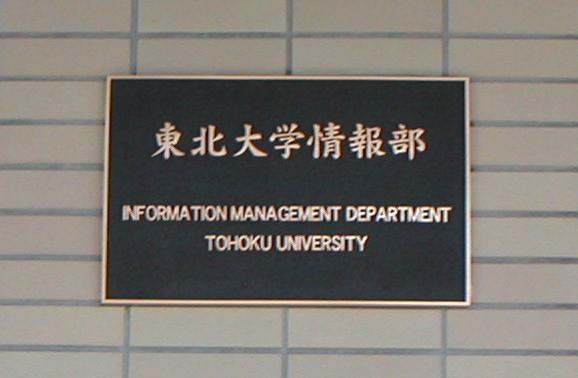 東北大学情報部
INFORMATION MANAGEMENT DEPARTMENT
TOHOKU UNIVERSITY